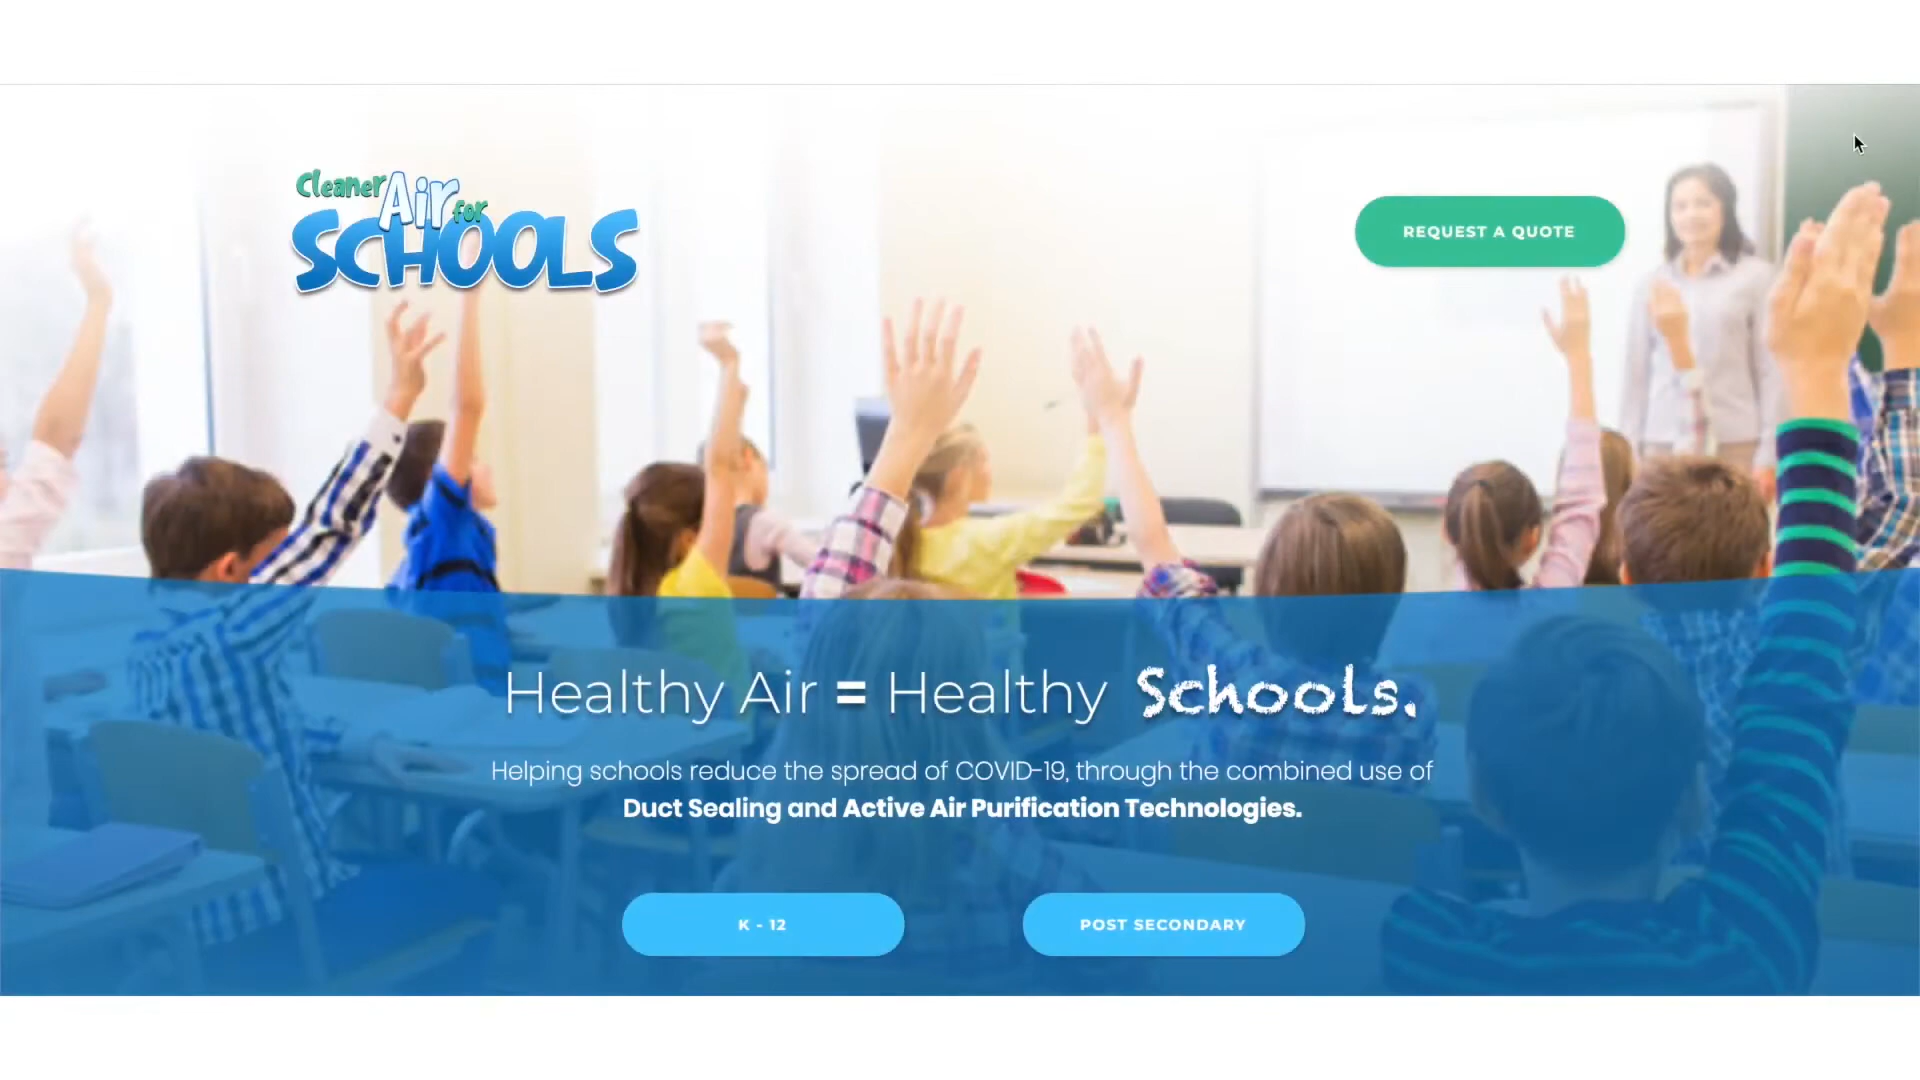 Cleaner Air for
SCHOOLS
REQUEST A QUOTE
Healthy Air = Healthy Schools.
Helping schools reduce the spread of COVID-19, through the combined use of
Duct Sealing and Active Air Purification Technologies.
K - 12
POST SECONDARY